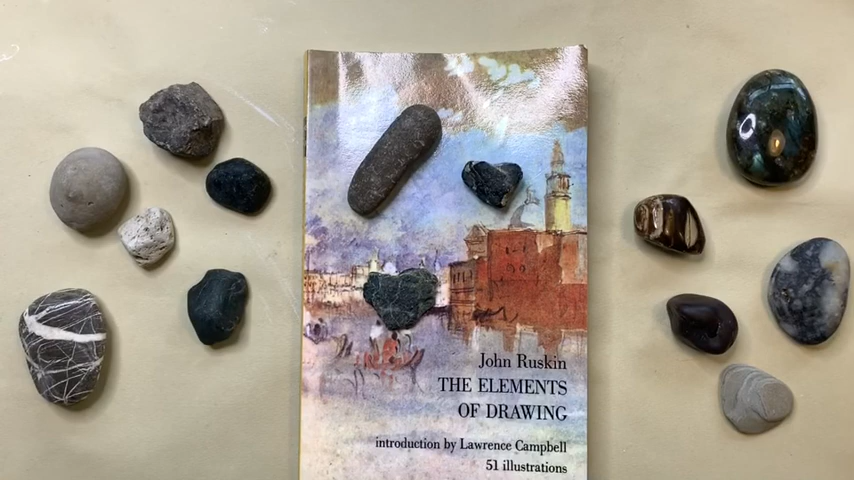 John Ruskin
THE ELEMENTS
OF DRAWING
introduction by Lawrence Campbell
51 illustrations